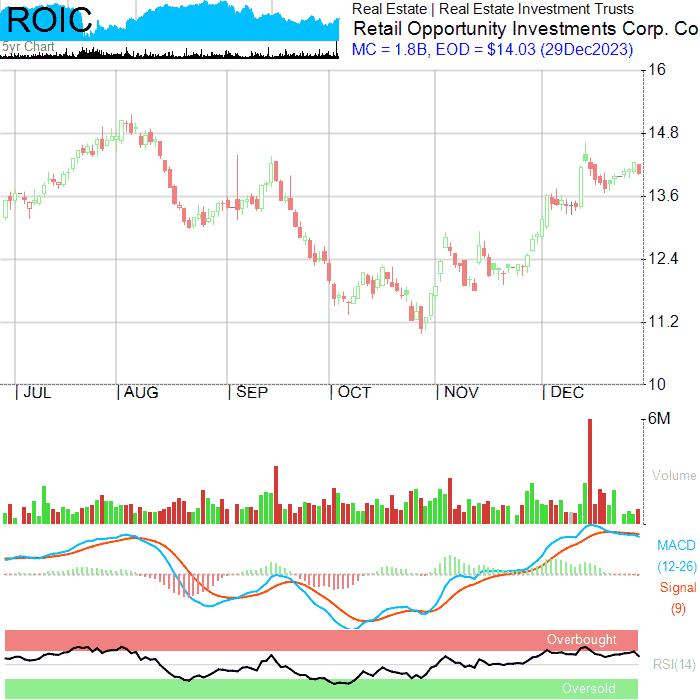 ROIC
5yr Chart
Real Estate | Real Estate Investment Trusts
Retail Opportunity Investments Corp. Co
MC = 1.8B, EOD = $14.03 (29Dec2023)
16
14.8
13.6
12.4
11.2
10
JUL AUG SEP OCT NOV DEC
6M
Volume
MACD
(12-26)
Signal
(9)
Overbought
RSI(14)
Oversold